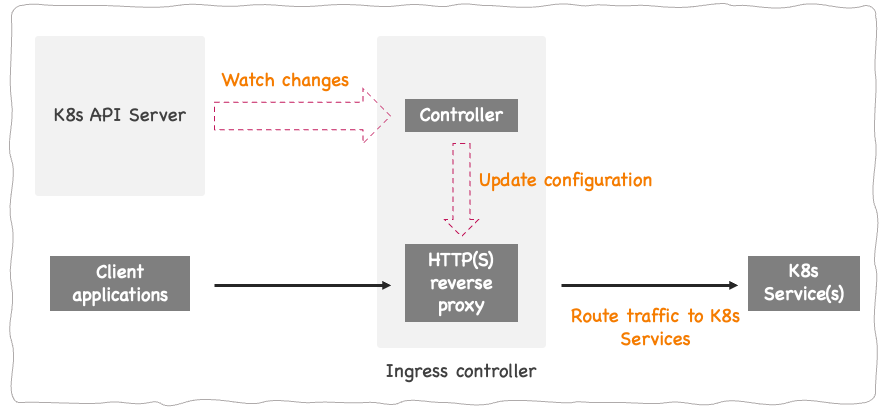 Watch changes
K8s API Server
Controller
Update configuration
Client
applications
HTTP(S)
reverse
proxy
K8s
Service(s)
Route traffic to K8s
Services
Ingress controller